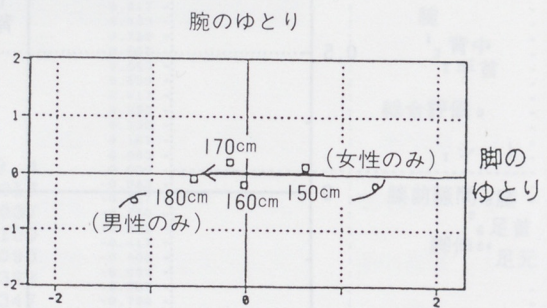 腕のゆとり
2
1
170cm
(女性のみ)
脚の
0
180cm
160cm
150cm
ゆとり
(男性のみ)
-1
-2
-2
0
2